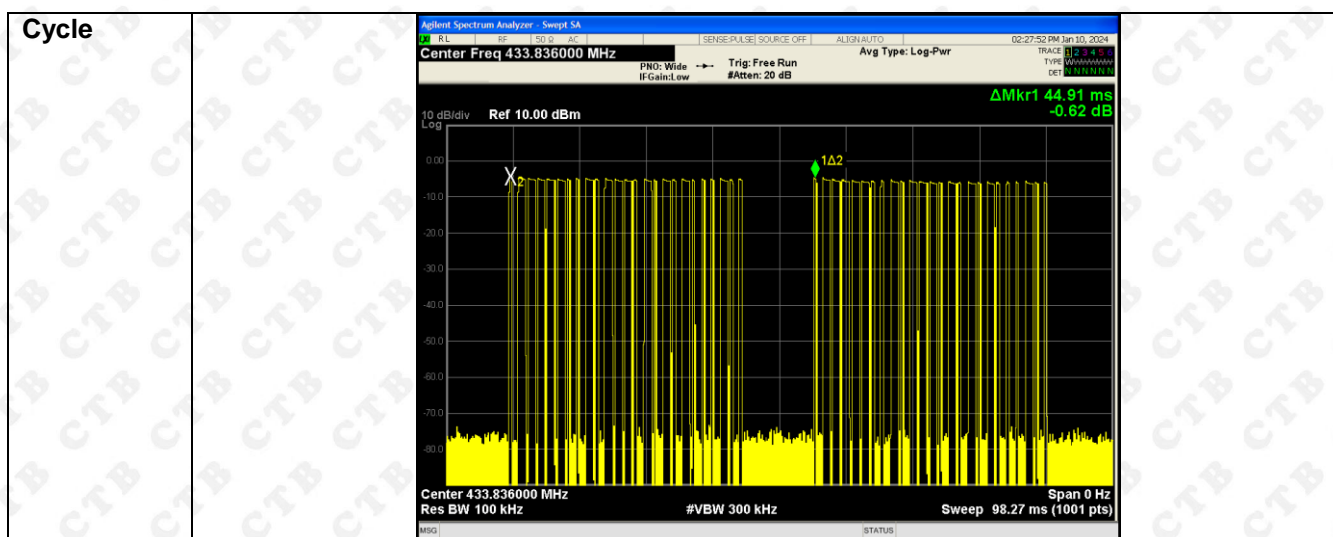 Cycle
Agilent Spectrum Analyzer - Swept SA
LXI RL RF 50 Ω AC SENSE:PULSE SOURCE OFF ALIGN AUTO 02:27:52 PM Jan 10, 2024
Center Freq 433.836000 MHz
PNO: Wide
IFGain:Low
Trig: Free Run
#Atten: 20 dB
Avg Type: Log-Pwr
TRACE 1 2 3 4 5 6
TYPE W
DET N N N N N N
ΔMkr1 44.91 ms
-0.62 dB
10 dB/div Ref 10.00 dBm
Log
0.00
-10.0
-20.0
-30.0
-40.0
-50.0
-60.0
-70.0
-80.0
X2
1Δ2
Center 433.836000 MHz Span 0 Hz
Res BW 100 kHz #VBW 300 kHz Sweep 98.27 ms (1001 pts)
MSG STATUS
CTB